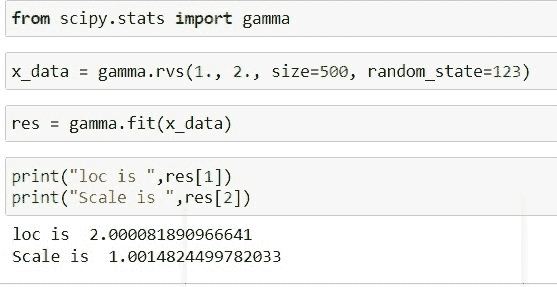 from scipy.stats import gamma
x_data = gamma.rvs(1., 2., size=500, random_state=123)
res = gamma.fit(x_data)
print("loc is ",res[1])
print("Scale is ",res[2])
loc is  2.000081890966641
Scale is  1.0014824499782033